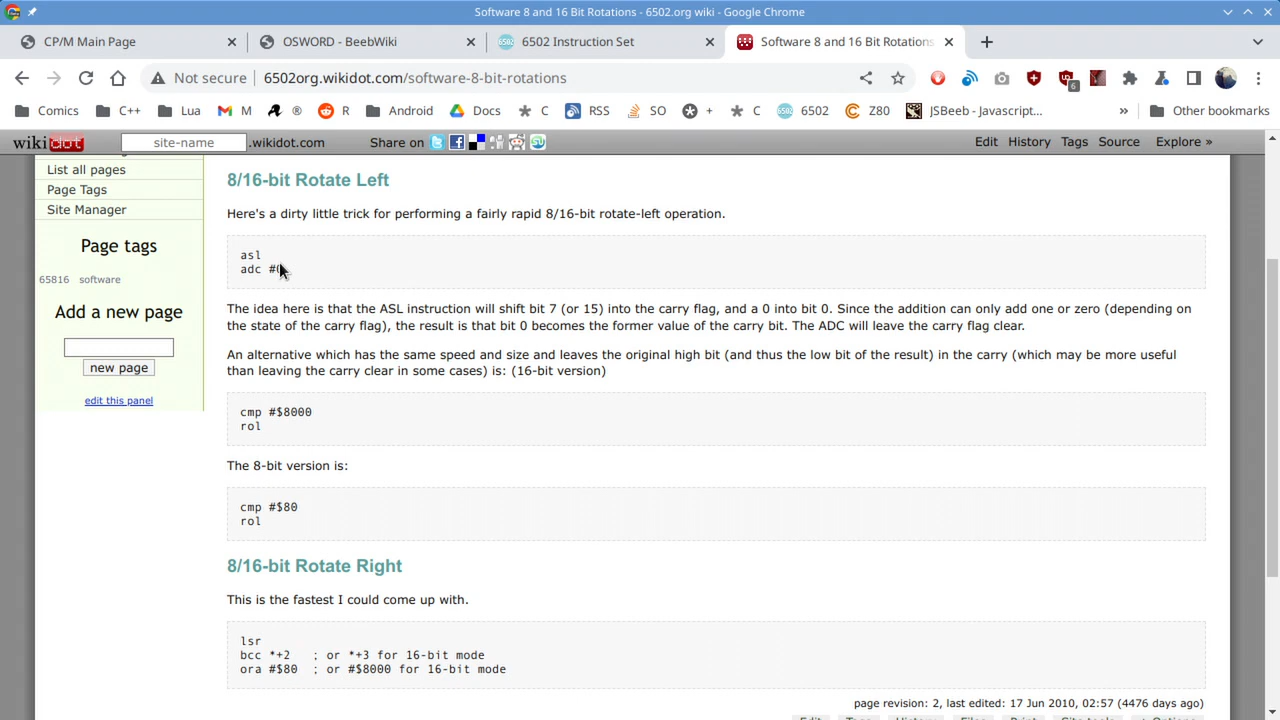 Software 8 and 16 Bit Rotations - 6502.org wiki - Google Chrome
CP/M Main Page
OSWORD - BeebWiki
6502 Instruction Set
Software 8 and 16 Bit Rotations
Not secure
6502org.wikidot.com/software-8-bit-rotations
6
Comics
C++
Lua
M
®
R
Android
Docs
C
RSS
SO
+
C
6502
Z80
JSBeeb - Javascript...
»
Other bookmarks
wikidot
site-name
.wikidot.com
Share on
Edit
History
Tags
Source
Explore »
List all pages
Page Tags
Site Manager
Page tags
65816 software
Add a new page
new page
edit this panel
8/16-bit Rotate Left
Here's a dirty little trick for performing a fairly rapid 8/16-bit rotate-left operation.
asl
adc
The idea here is that the ASL instruction will shift bit 7 (or 15) into the carry flag, and a 0 into bit 0. Since the addition can only add one or zero (depending on
the state of the carry flag), the result is that bit 0 becomes the former value of the carry bit. The ADC will leave the carry flag clear.
An alternative which has the same speed and size and leaves the original high bit (and thus the low bit of the result) in the carry (which may be more useful
than leaving the carry clear in some cases) is: (16-bit version)
cmp #$8000
rol
The 8-bit version is:
cmp #$80
rol
8/16-bit Rotate Right
This is the fastest I could come up with.
lsr
bcc *+2 ; or *+3 for 16-bit mode
ora #$80 ; or #$8000 for 16-bit mode
page revision: 2, last edited: 17 Jun 2010, 02:57 (4476 days ago)